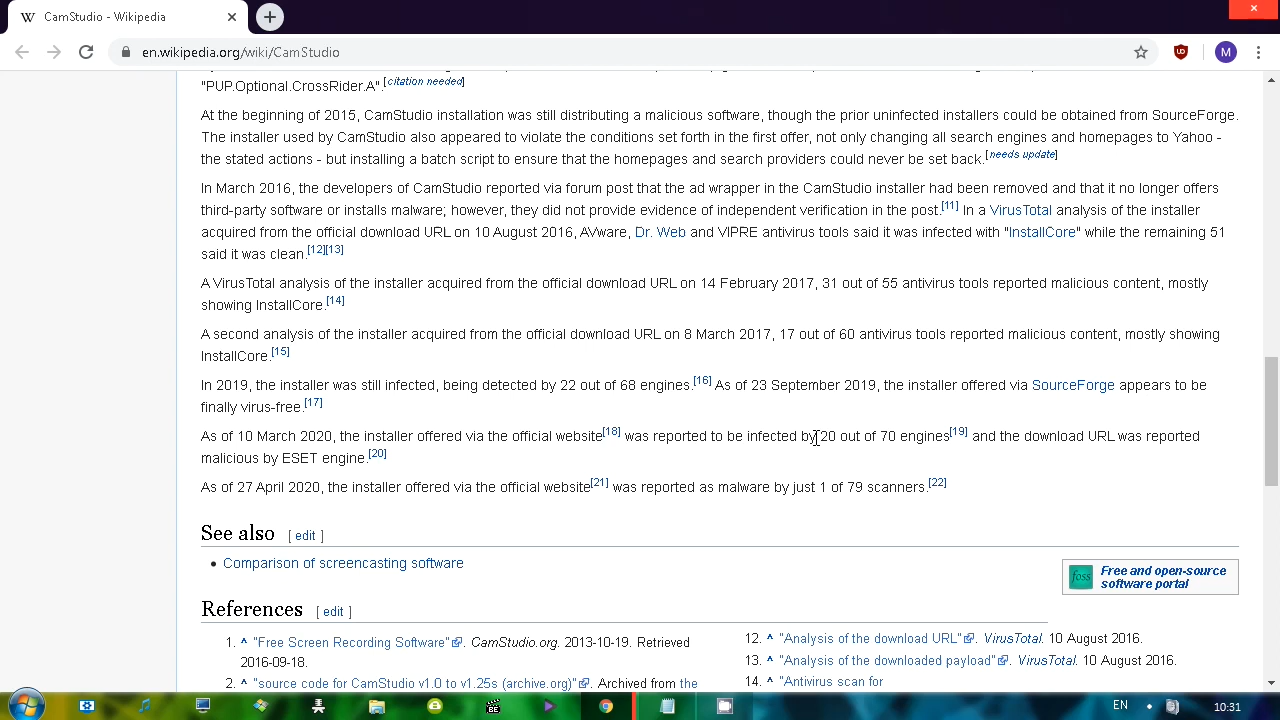 CamStudio - Wikipedia
en.wikipedia.org/wiki/CamStudio
M
"PUP.Optional.CrossRider.A".[citation needed]
At the beginning of 2015, CamStudio installation was still distributing a malicious software, though the prior uninfected installers could be obtained from SourceForge.
The installer used by CamStudio also appeared to violate the conditions set forth in the first offer, not only changing all search engines and homepages to Yahoo -
the stated actions - but installing a batch script to ensure that the homepages and search providers could never be set back.[needs update]
In March 2016, the developers of CamStudio reported via forum post that the ad wrapper in the CamStudio installer had been removed and that it no longer offers
third-party software or installs malware; however, they did not provide evidence of independent verification in the post.[11] In a VirusTotal analysis of the installer
acquired from the official download URL on 10 August 2016, AVware, Dr. Web and VIPRE antivirus tools said it was infected with "InstallCore" while the remaining 51
said it was clean.[12][13]
A VirusTotal analysis of the installer acquired from the official download URL on 14 February 2017, 31 out of 55 antivirus tools reported malicious content, mostly
showing InstallCore.[14]
A second analysis of the installer acquired from the official download URL on 8 March 2017, 17 out of 60 antivirus tools reported malicious content, mostly showing
InstallCore.[15]
In 2019, the installer was still infected, being detected by 22 out of 68 engines.[16] As of 23 September 2019, the installer offered via SourceForge appears to be
finally virus-free.[17]
As of 10 March 2020, the installer offered via the official website[18] was reported to be infected by 20 out of 70 engines[19] and the download URL was reported
malicious by ESET engine.[20]
As of 27 April 2020, the installer offered via the official website[21] was reported as malware by just 1 of 79 scanners.[22]
See also [ edit ]
• Comparison of screencasting software
foss
Free and open-source
software portal
References [ edit ]
1. ^ "Free Screen Recording Software". CamStudio.org. 2013-10-19. Retrieved
2016-09-18.
2. ^ "source code for CamStudio v1.0 to v1.25s (archive.org)". Archived from the
12. ^ "Analysis of the download URL". VirusTotal. 10 August 2016.
13. ^ "Analysis of the downloaded payload". VirusTotal. 10 August 2016.
14. ^ "Antivirus scan for
BE
EN
10:31